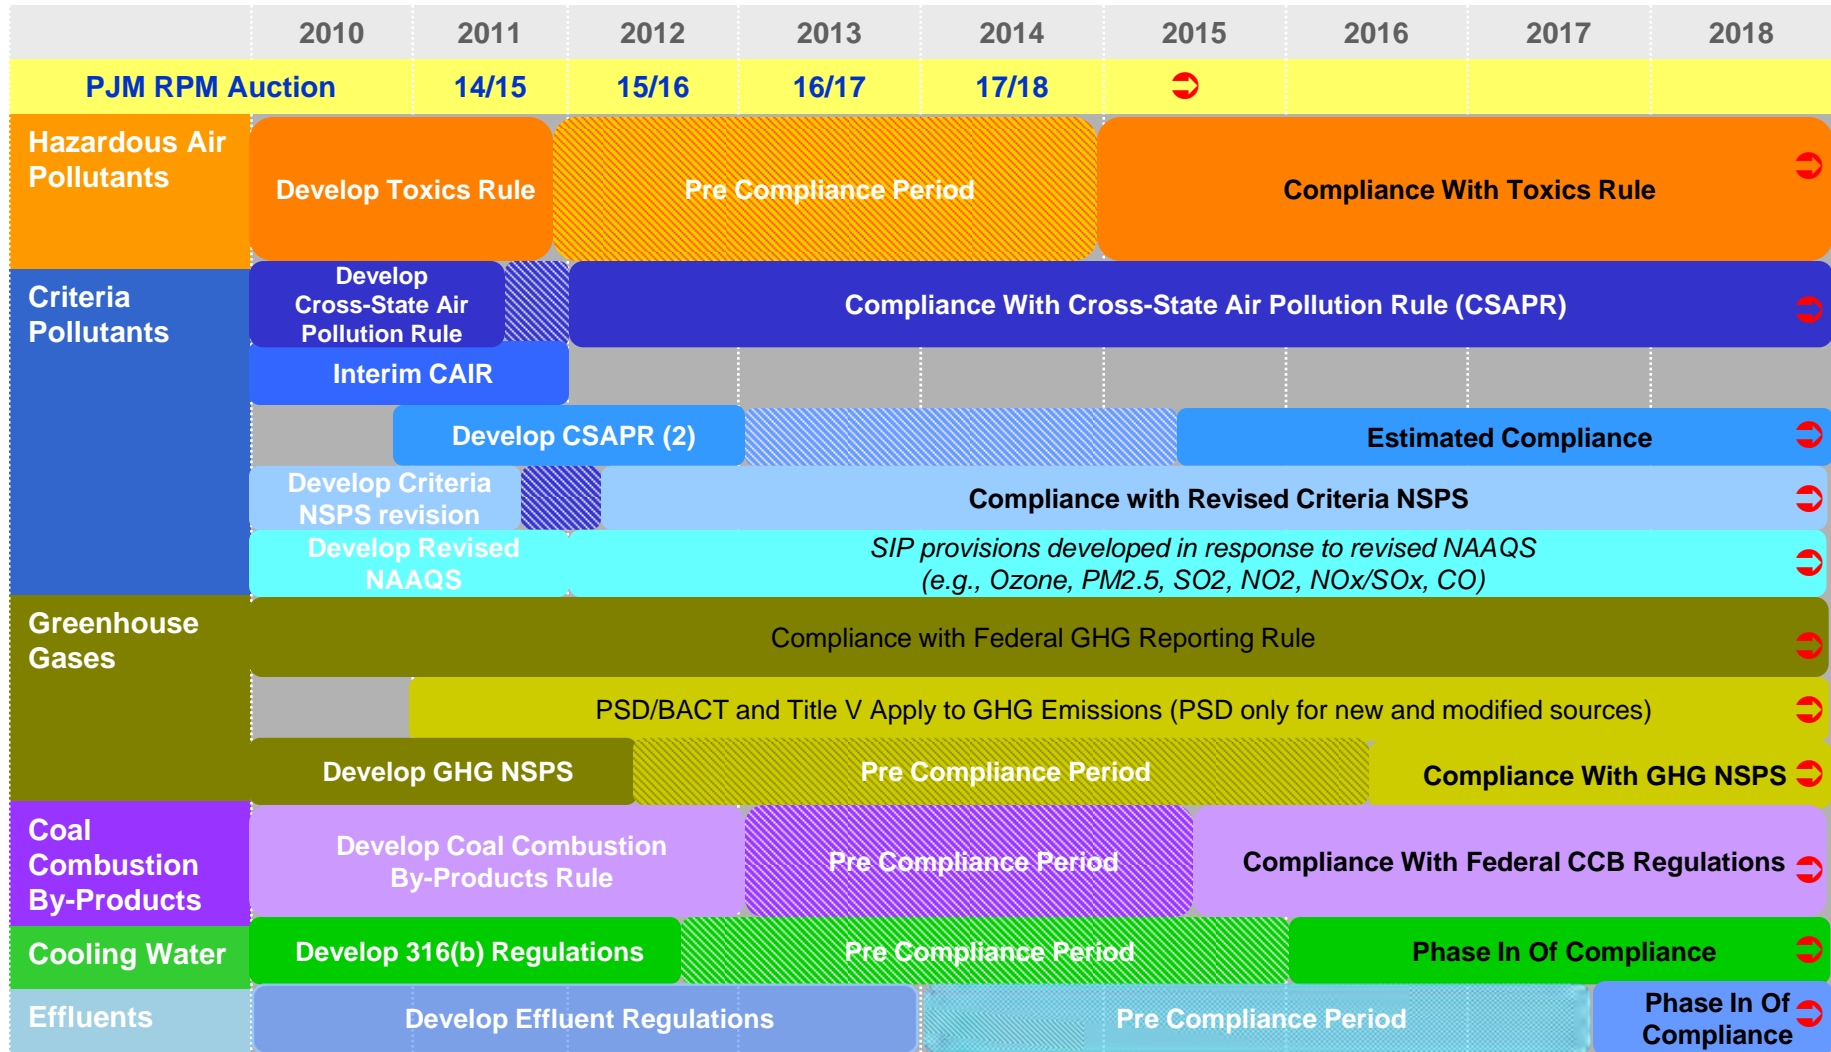 2010 2011 2012 2013 2014 2015 2016 2017 2018
PJM RPM Auction 14/15 15/16 16/17 17/18
Hazardous Air
Pollutants
Develop Toxics Rule Pre Compliance Period Compliance With Toxics Rule
Criteria
Pollutants
Develop
Cross-State Air
Pollution Rule
Compliance With Cross-State Air Pollution Rule (CSAPR)
Interim CAIR
Develop CSAPR (2) Estimated Compliance
Develop Criteria
NSPS revision
Compliance with Revised Criteria NSPS
Develop Revised
NAAQS
SIP provisions developed in response to revised NAAQS
(e.g., Ozone, PM2.5, SO2, NO2, NOx/SOx, CO)
Greenhouse
Gases
Compliance with Federal GHG Reporting Rule
PSD/BACT and Title V Apply to GHG Emissions (PSD only for new and modified sources)
Develop GHG NSPS Pre Compliance Period Compliance With GHG NSPS
Coal
Combustion
By-Products
Develop Coal Combustion
By-Products Rule
Pre Compliance Period Compliance With Federal CCB Regulations
Cooling Water Develop 316(b) Regulations Pre Compliance Period Phase In Of Compliance
Effluents Develop Effluent Regulations Pre Compliance Period
Phase In Of
Compliance